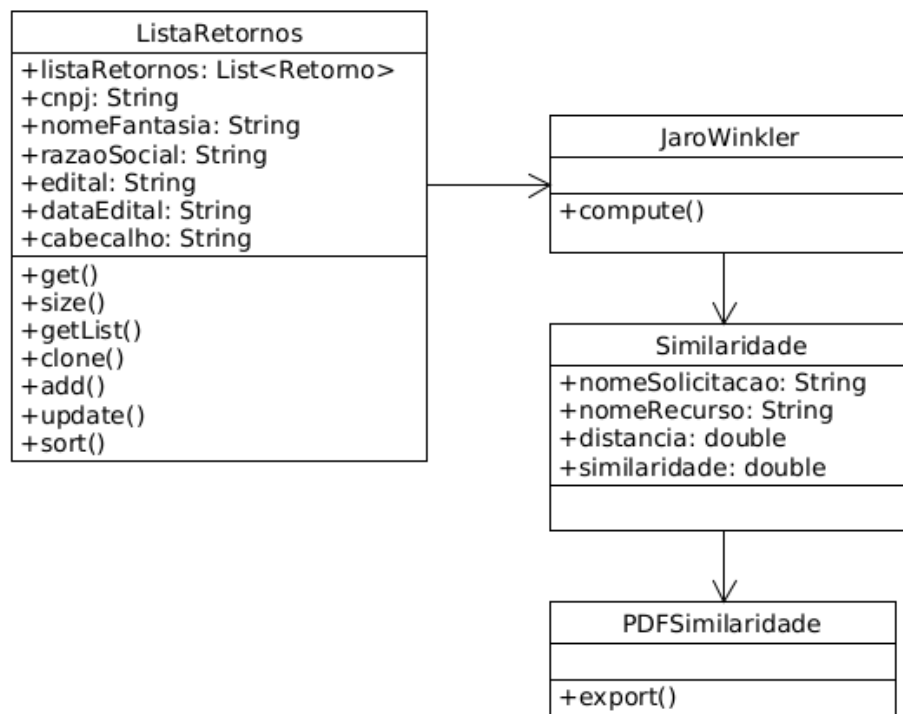 ListaRetornos
+listaRetornos: List<Retorno>
+cnpj: String
+nomeFantasia: String
+razaoSocial: String
+edital: String
+dataEdital: String
+cabecalho: String
+get()
+size()
+getList()
+clone()
+add()
+update()
+sort()
JaroWinkler
+compute()
Similaridade
+nomeSolicitacao: String
+nomeRecurso: String
+distancia: double
+similaridade: double
PDFSimilaridade
+export()